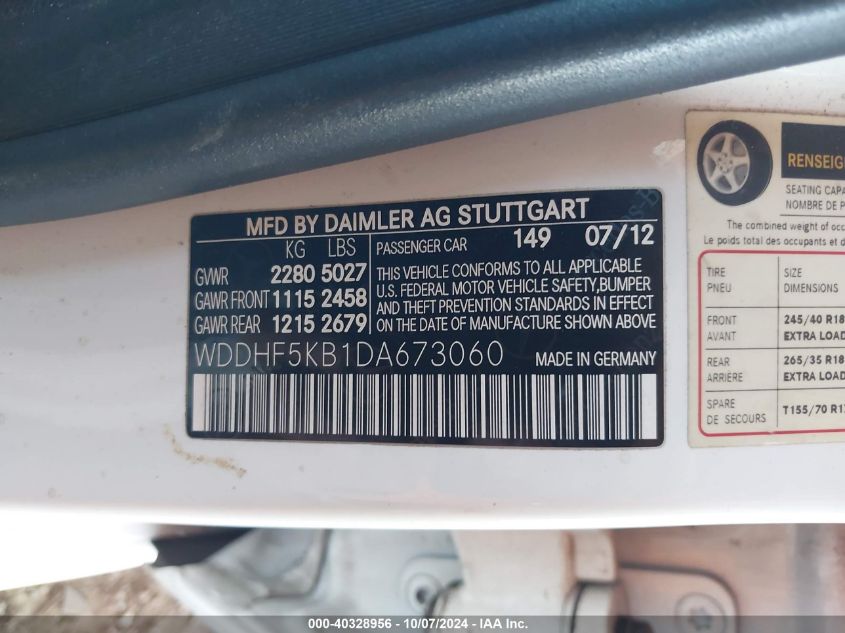 MFD BY DAIMLER AG STUTTGART
KG LBS
PASSENGER CAR 149 07/12
GVWR 2280 5027
GAWR FRONT 1115 2458
GAWR REAR 1215 2679
THIS VEHICLE CONFORMS TO ALL APPLICABLE
U.S. FEDERAL MOTOR VEHICLE SAFETY,BUMPER
AND THEFT PREVENTION STANDARDS IN EFFECT
ON THE DATE OF MANUFACTURE SHOWN ABOVE
WDDHF5KB1DA673060 MADE IN GERMANY
RENSEIG
SEATING CAPA
NOMBRE DE P
The combined weight of occ
Le poids total des occupants et d
TIRE SIZE
PNEU DIMENSIONS
FRONT 245/40 R18
AVANT EXTRA LOAD
REAR 265/35 R18
ARRIÈRE EXTRA LOAD
SPARE T155/70 R17
DE SECOURS
000-40328956 - 10/07/2024 - IAA Inc.